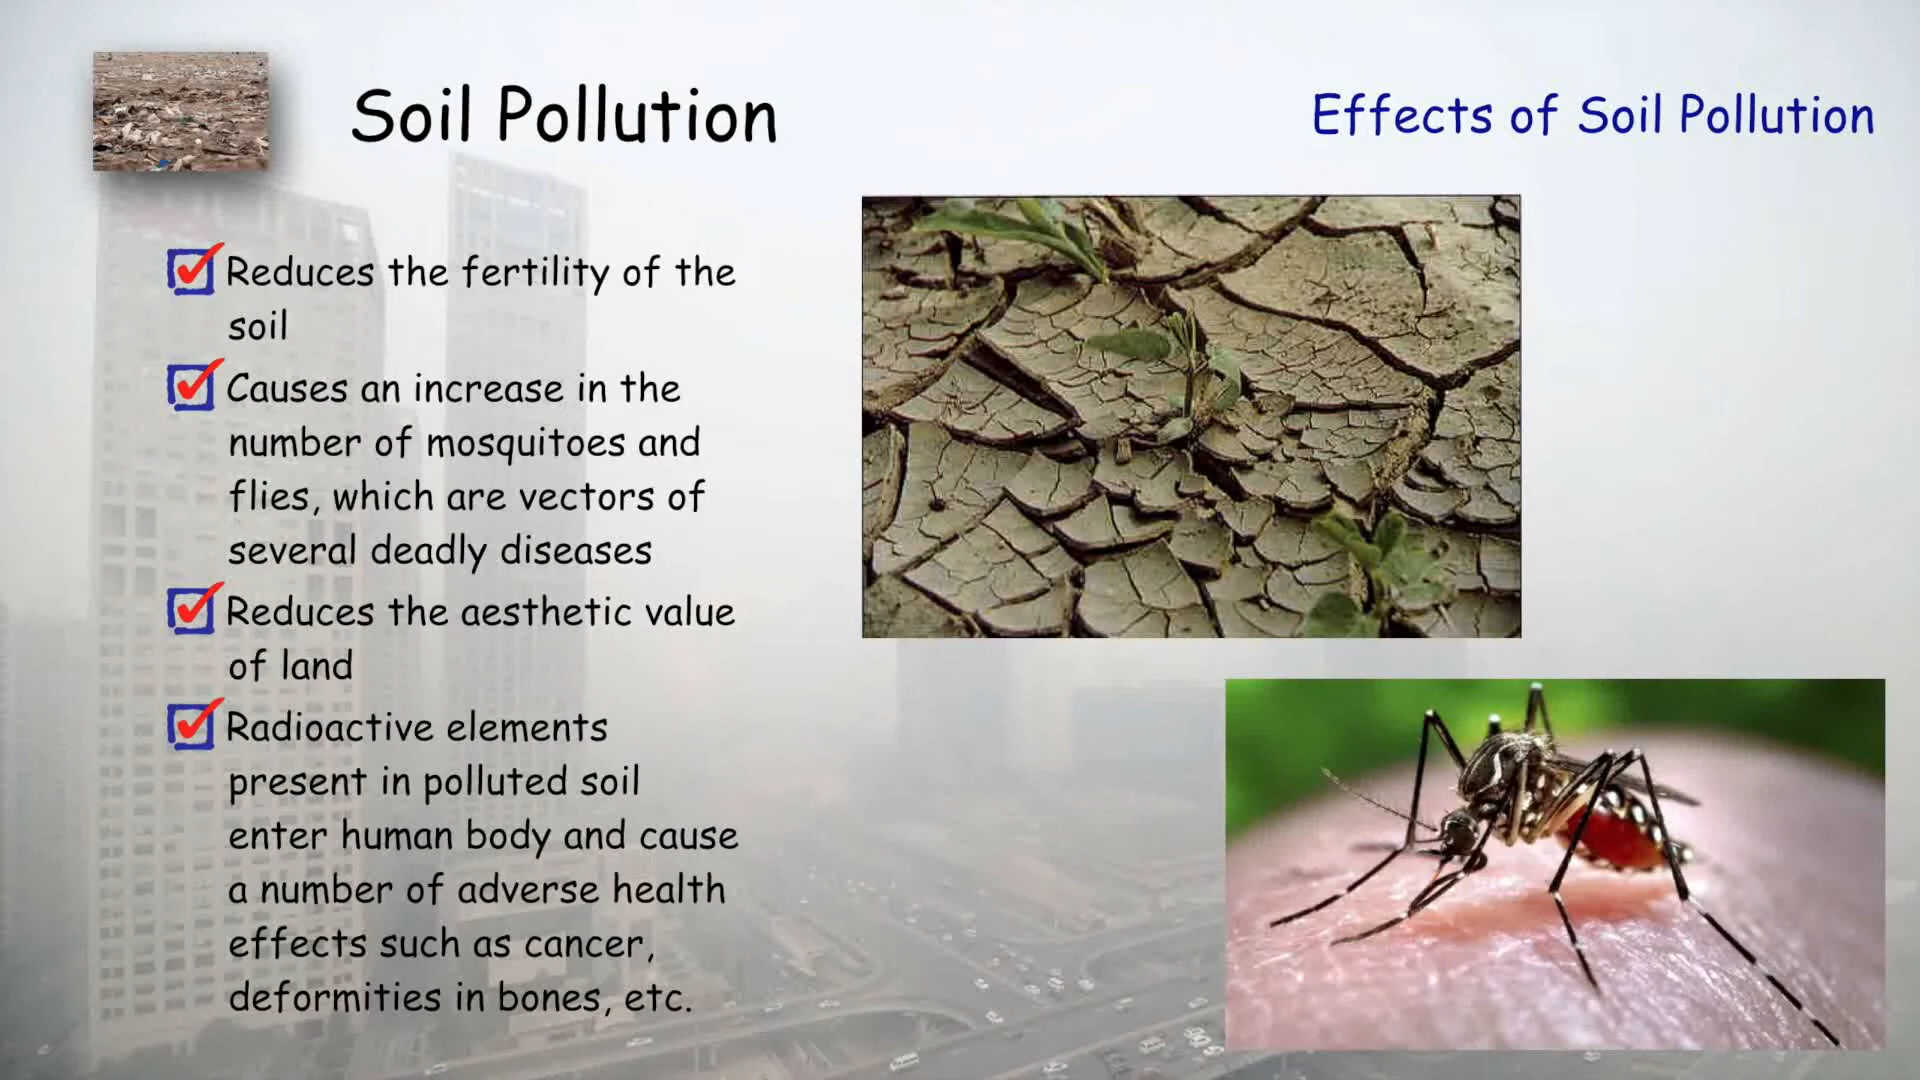 Soil Pollution
Effects of Soil Pollution
Reduces the fertility of the
soil
Causes an increase in the
number of mosquitoes and
flies, which are vectors of
several deadly diseases
Reduces the aesthetic value
of land
Radioactive elements
present in polluted soil
enter human body and cause
a number of adverse health
effects such as cancer,
deformities in bones, etc.